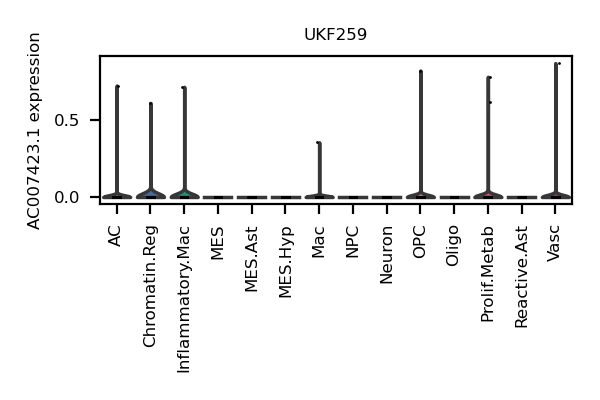 UKF259
AC007423.1 expression
0.5
0.0
AC
Chromatin.Reg
Inflammatory.Mac
MES
MES.Ast
MES.Hyp
Mac
NPC
Neuron
OPC
Oligo
Prolif.Metab
Reactive.Ast
Vasc